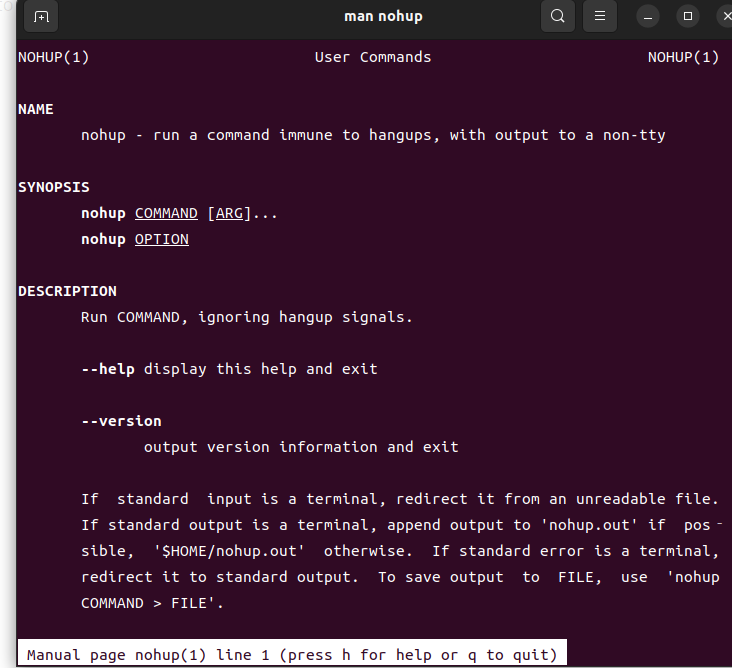 man nohup
NOHUP(1) User Commands NOHUP(1)
NAME
nohup - run a command immune to hangups, with output to a non-tty
SYNOPSIS
nohup COMMAND [ARG]...
nohup OPTION
DESCRIPTION
Run COMMAND, ignoring hangup signals.
--help display this help and exit
--version
output version information and exit
If standard input is a terminal, redirect it from an unreadable file.
If standard output is a terminal, append output to 'nohup.out' if pos‐
sible, '$HOME/nohup.out' otherwise. If standard error is a terminal,
redirect it to standard output. To save output to FILE, use 'nohup
COMMAND > FILE'.
Manual page nohup(1) line 1 (press h for help or q to quit)